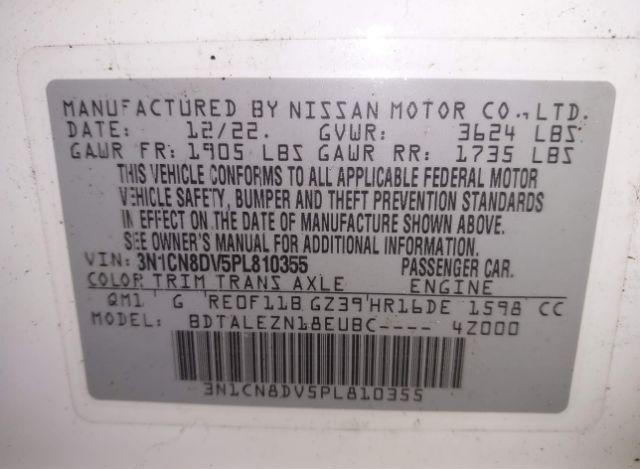 MANUFACTURED BY NISSAN MOTOR CO., LTD.
DATE: 12/22. GVWR: 3624 LBS
GAWR FR: 1905 LBS GAWR RR: 1735 LBS
THIS VEHICLE CONFORMS TO ALL APPLICABLE FEDERAL MOTOR
VEHICLE SAFETY, BUMPER AND THEFT PREVENTION STANDARDS
IN EFFECT ON THE DATE OF MANUFACTURE SHOWN ABOVE.
SEE OWNER'S MANUAL FOR ADDITIONAL INFORMATION.
VIN: 3N1CN8DV5PL810355 PASSENGER CAR.
COLOR TRIM TRANS AXLE ENGINE
QM1 G RE0F11B GZ39 HR16DE 1598 CC
MODEL: BDTALEZN18EUBC---- 4Z000
3N1CN8DV5PL810355